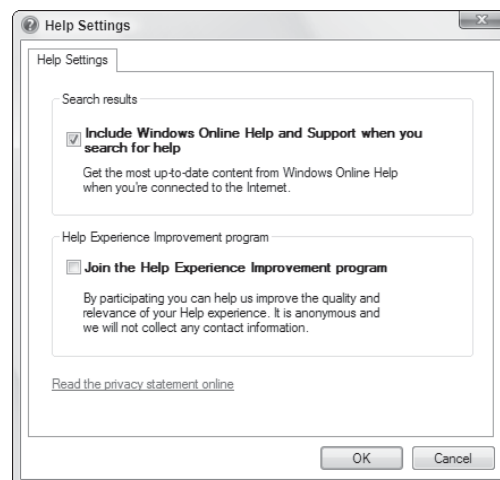 Help Settings
Help Settings
Search results
Include Windows Online Help and Support when you
search for help
Get the most up-to-date content from Windows Online Help
when you're connected to the Internet.
Help Experience Improvement program
Join the Help Experience Improvement program
By participating you can help us improve the quality and
relevance of your Help experience. It is anonymous and
we will not collect any contact information.
Read the privacy statement online
OK
Cancel